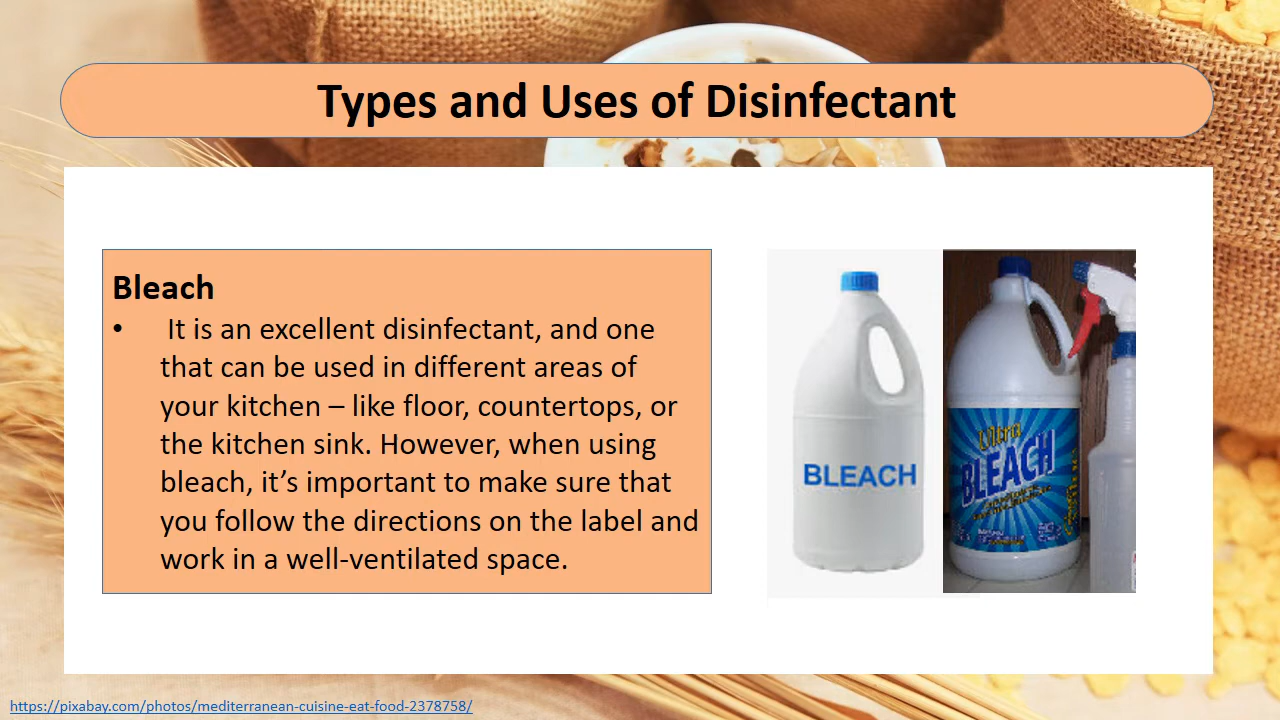 Types and Uses of Disinfectant
Bleach
• It is an excellent disinfectant, and one
that can be used in different areas of
your kitchen – like floor, countertops, or
the kitchen sink. However, when using
bleach, it’s important to make sure that
you follow the directions on the label and
work in a well-ventilated space.
BLEACH
Ultra
BLEACH
https://pixabay.com/photos/mediterranean-cuisine-eat-food-2378758/